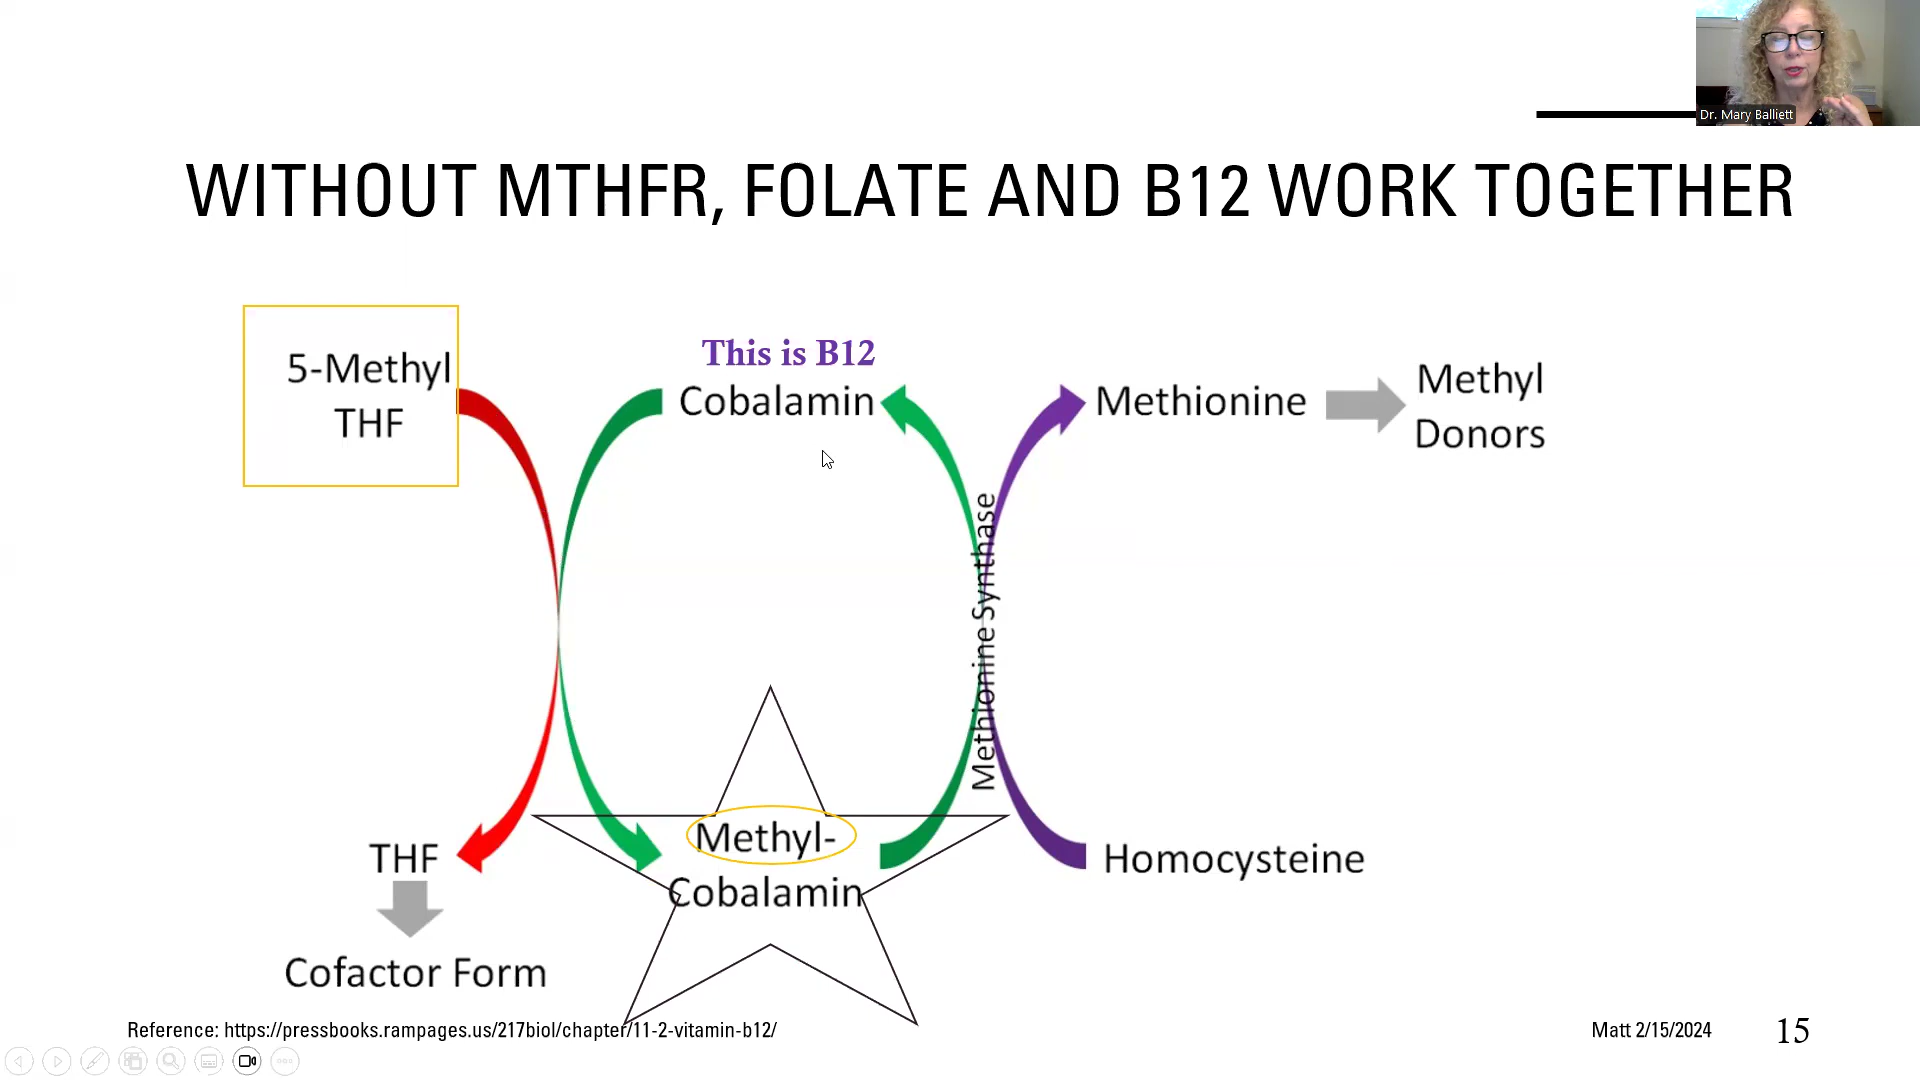 Dr. Mary Balliett
WITHOUT MTHFR, FOLATE AND B12 WORK TOGETHER
5-Methyl
THF
This is B12
Cobalamin
Methionine
Methyl
Donors
Methionine Synthase
THF
Methyl-
Cobalamin
Homocysteine
Cofactor Form
Reference: https://pressbooks.rampages.us/217biol/chapter/11-2-vitamin-b12/
Matt 2/15/2024
15